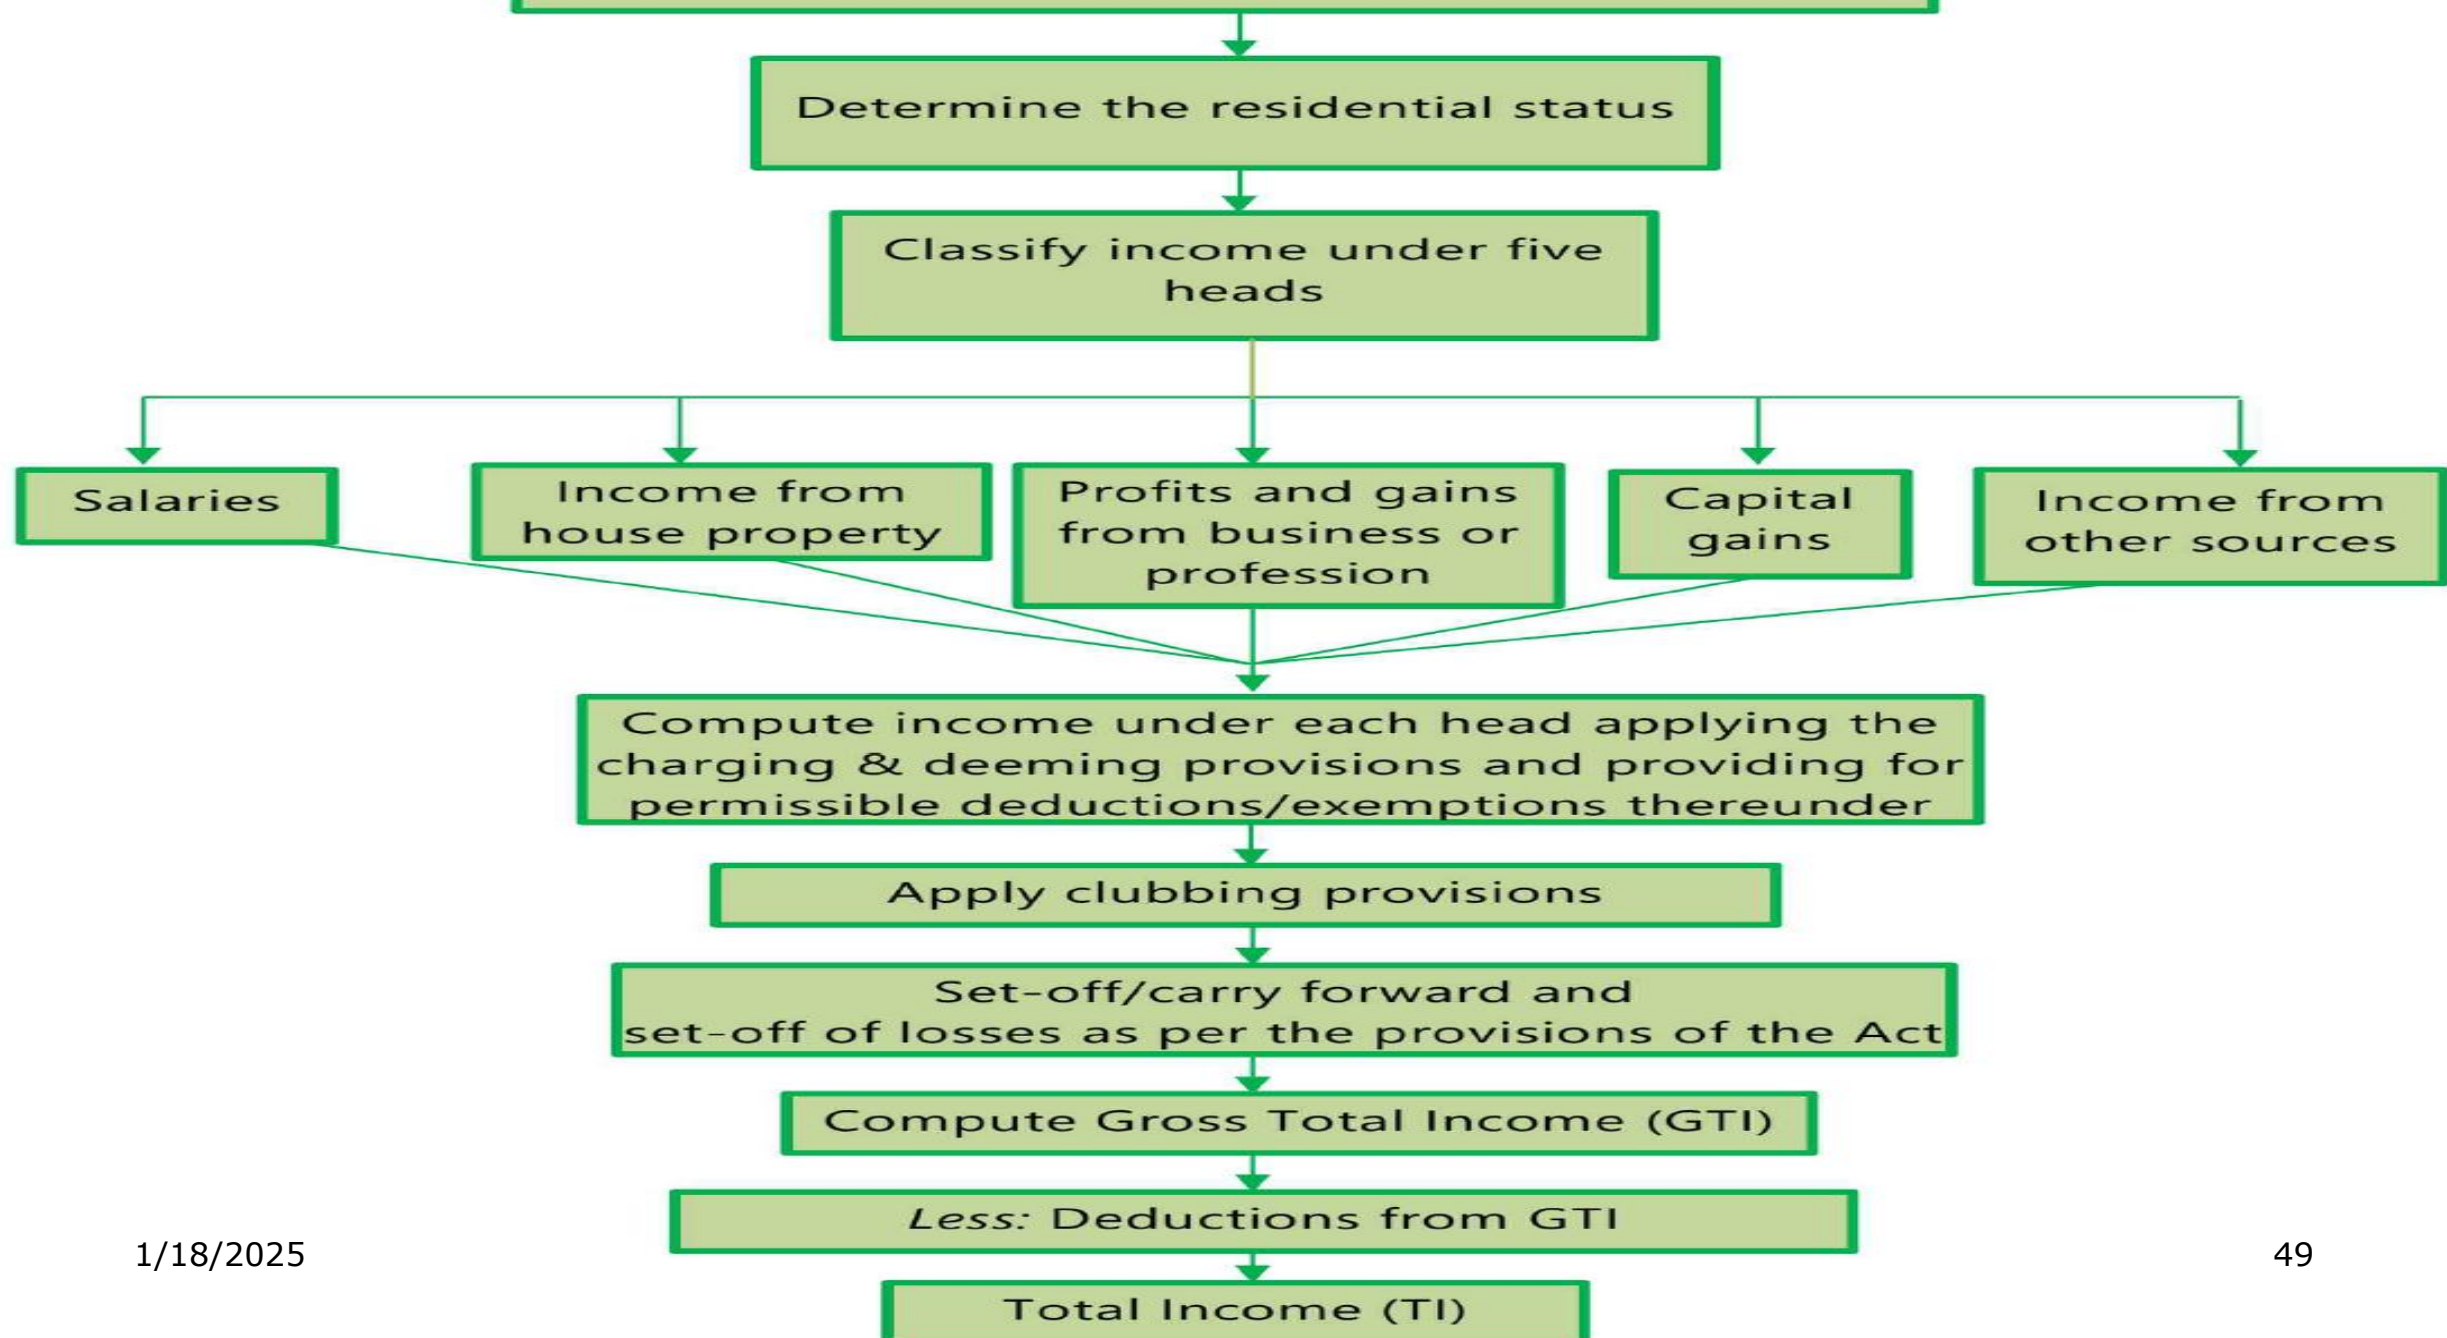 Determine the residential status
Classify income under five
heads
Salaries
Income from
house property
Profits and gains
from business or
profession
Capital
gains
Income from
other sources
Compute income under each head applying the
charging & deeming provisions and providing for
permissible deductions/exemptions thereunder
Apply clubbing provisions
Set-off/carry forward and
set-off of losses as per the provisions of the Act
Compute Gross Total Income (GTI)
Less: Deductions from GTI
1/18/2025
49
Total Income (TI)